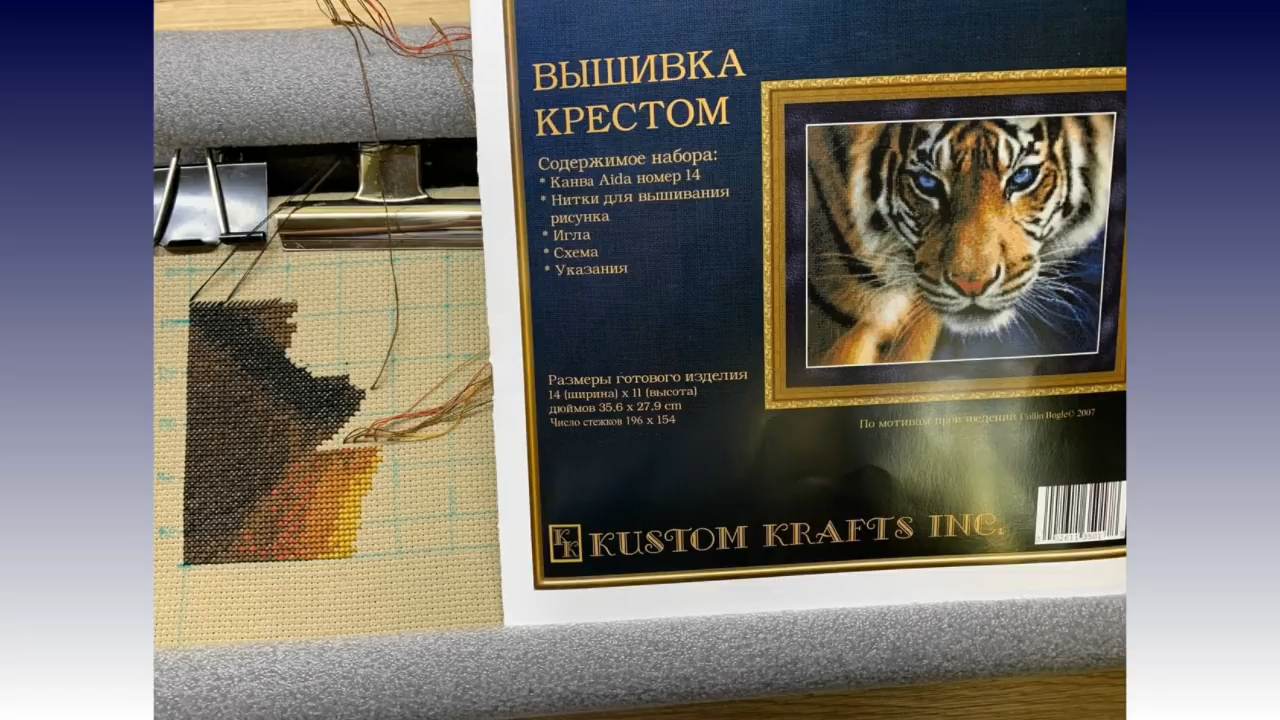 ВЫШИВКА
КРЕСТОМ
Содержимое набора:
* Канва Aida номер 14
* Нитки для вышивания
рисунка
* Игла
* Схема
* Указания
Размеры готового изделия
14 (ширина) x 11 (высота)
дюймов 35,6 x 27,9 cm
Число стежков 196 x 154
По мотивам произведений Collin Bogle© 2007
KK KUSTOM KRAFTS INC.